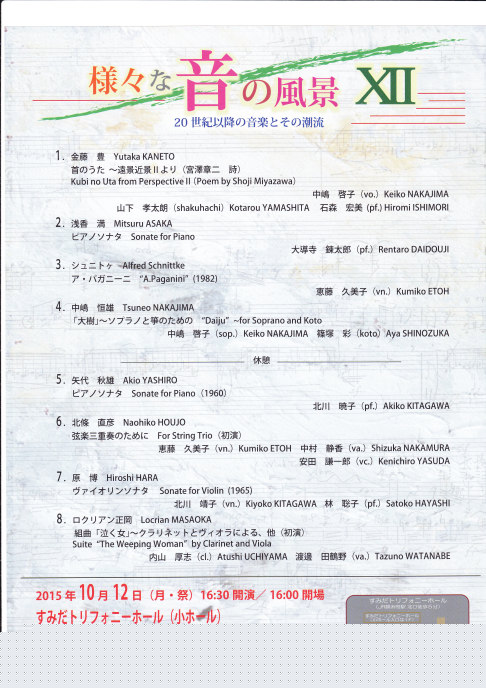 様々な音の風景 XII
20世紀以降の音楽とその潮流
1. 金藤 豊 Yutaka KANETO
首のうた ～遠景近景Ⅱより（宮澤章二 詩）
Kubi no Uta from Perspective II（Poem by Shoji Miyazawa）
中嶋 啓子（vo.）Keiko NAKAJIMA
山下 孝太朗（shakuhachi）Kotarou YAMASHITA 石森 宏美（pf.）Hiromi ISHIMORI
2. 浅香 満 Mitsuru ASAKA
ピアノソナタ Sonate for Piano
大導寺 錬太郎（pf.）Rentaro DAIDOUJI
3. シュニトケ Alfred Schnittke
ア・パガニーニ “A.Paganini”（1982）
恵藤 久美子（vn.）Kumiko ETOH
4. 中嶋 恒雄 Tsuneo NAKAJIMA
「大樹」～ソプラノと箏のための “Daiju” ~for Soprano and Koto
中嶋 啓子（sop.）Keiko NAKAJIMA 篠塚 彩（koto）Aya SHINOZUKA
休憩
5. 矢代 秋雄 Akio YASHIRO
ピアノソナタ Sonate for Piano（1960）
北川 暁子（pf.）Akiko KITAGAWA
6. 北條 直彦 Naohiko HOUJO
弦楽三重奏のために For String Trio（初演）
恵藤 久美子（vn.）Kumiko ETOH 中村 静香（va.）Shizuka NAKAMURA
安田 謙一郎（vc.）Kenichiro YASUDA
7. 原 博 Hiroshi HARA
ヴァイオリンソナタ Sonate for Violin（1965）
北川 靖子（vn.）Kiyoko KITAGAWA 林 聡子（pf.）Satoko HAYASHI
8. ロクリアン正岡 Locrian MASAOKA
組曲「泣く女」～クラリネットとヴィオラによる、他（初演）
Suite “The Weeping Woman” by Clarinet and Viola
内山 厚志（cl.）Atushi UCHIYAMA 渡邉 田鶴野（va.）Tazuno WATANABE
2015年10月12日（月・祭）16:30開演／16:00開場
すみだトリフォニーホール（小ホール）
すみだトリフォニーホール